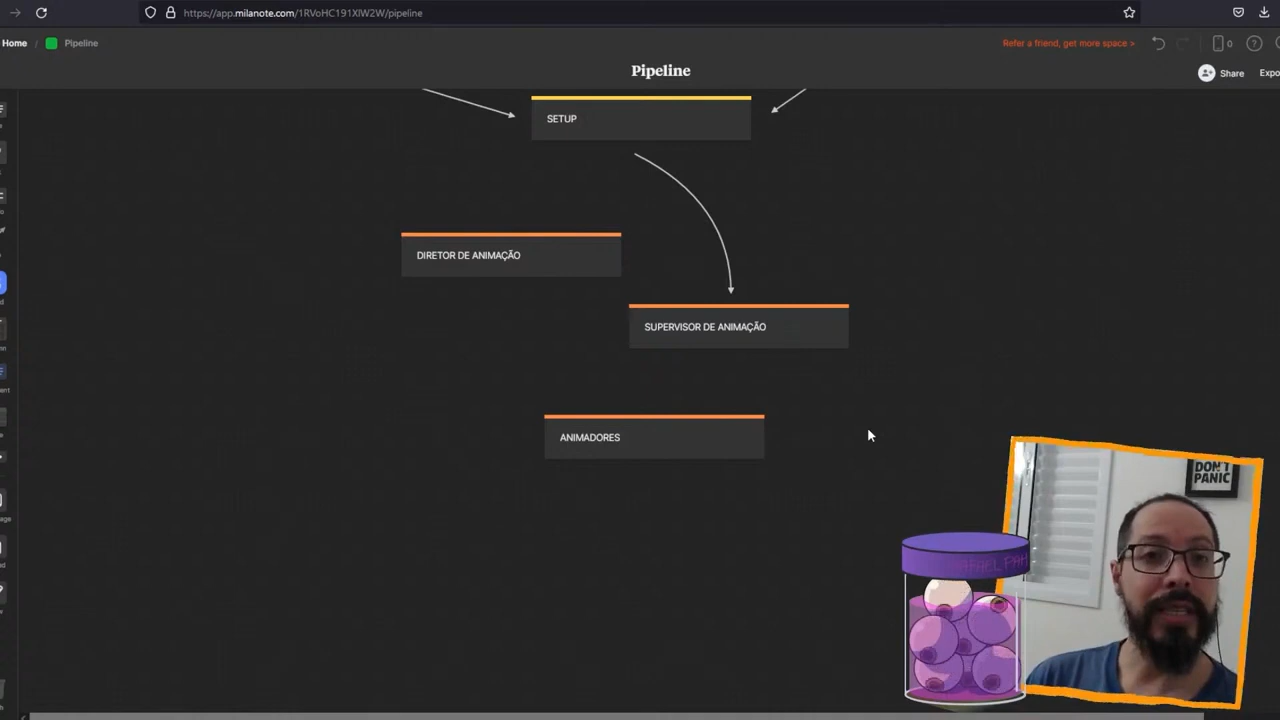 https://app.milanote.com/1RVoHC191XIW2W/pipeline
Home / Pipeline
Refer a friend, get more space >
0
?
Pipeline
Share
Expo
SETUP
DIRETOR DE ANIMAÇÃO
SUPERVISOR DE ANIMAÇÃO
ANIMADORES
DON'T
PANIC